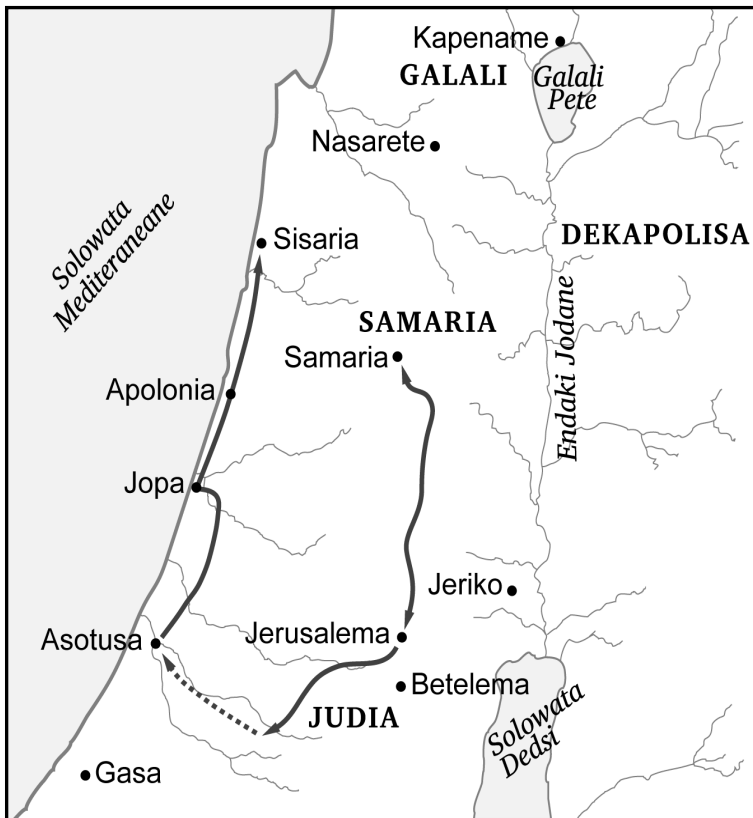 Kapename
GALALI
Galali
Pete
Nasarete
Solowata
Mediteraneane
Sisaria
DEKAPOLISA
SAMARIA
Samaria
Endaki Jodane
Apolonia
Jopa
Jeriko
Asotusa
Jerusalema
Betelema
JUDIA
Solowata
Dedsi
Gasa